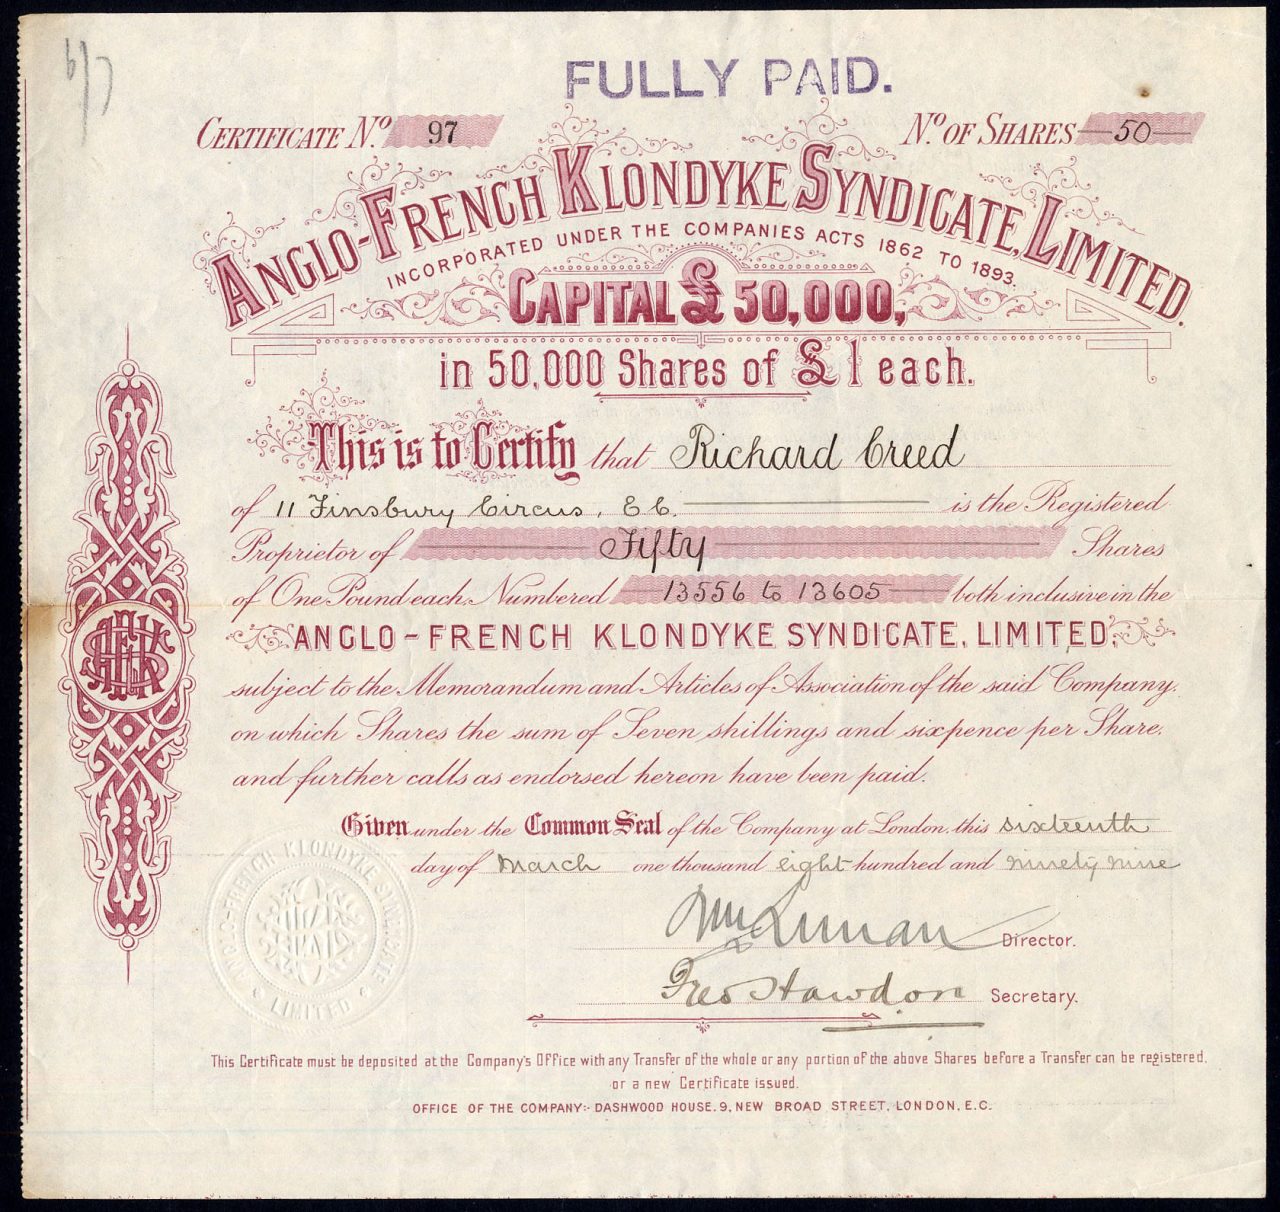 6/7
FULLY PAID.
CERTIFICATE No. 97
No. OF SHARES 50
ANGLO-FRENCH KLONDYKE SYNDICATE, LIMITED.
INCORPORATED UNDER THE COMPANIES ACTS 1862 TO 1893.
CAPITAL £50,000,
in 50,000 Shares of £1 each.
This is to Certify that Richard Creed
of 11 Finsbury Circus, E.C. is the Registered
Proprietor of Fifty Shares
of One Pound each, Numbered 13556 to 13605 both inclusive in the
ANGLO-FRENCH KLONDYKE SYNDICATE, LIMITED,
subject to the Memorandum and Articles of Association of the said Company,
on which Shares the sum of Seven shillings and sixpence per Share,
and further calls as endorsed hereon have been paid.
Given under the Common Seal of the Company at London, this sixteenth
day of March one thousand eight hundred and ninety nine
ANGLO-FRENCH KLONDYKE SYNDICATE LIMITED
Director.
Secretary.
This Certificate must be deposited at the Company's Office with any Transfer of the whole or any portion of the above Shares before a Transfer can be registered,
or a new Certificate issued.
OFFICE OF THE COMPANY:- DASHWOOD HOUSE, 9, NEW BROAD STREET, LONDON, E.C.